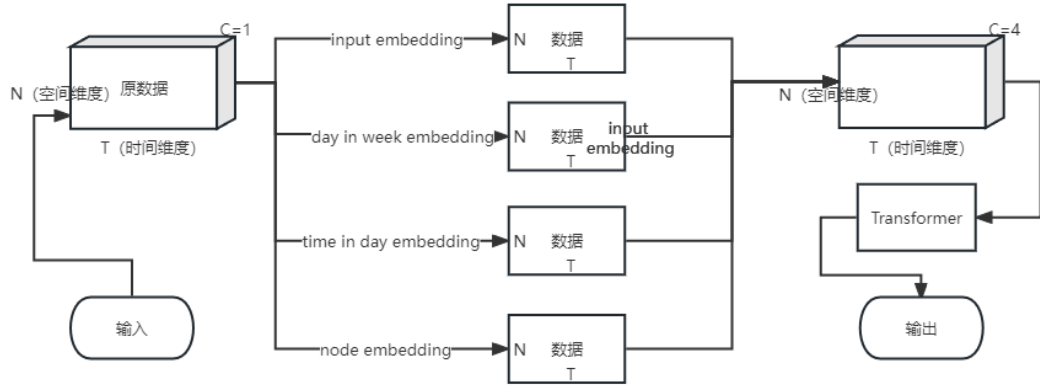 C=1
N（空间维度）
原数据
T（时间维度）
输入
input embedding
N 数据
T
day in week embedding
N 数据
T
input
embedding
time in day embedding
N 数据
T
node embedding
N 数据
T
C=4
N（空间维度）
T（时间维度）
Transformer
输出